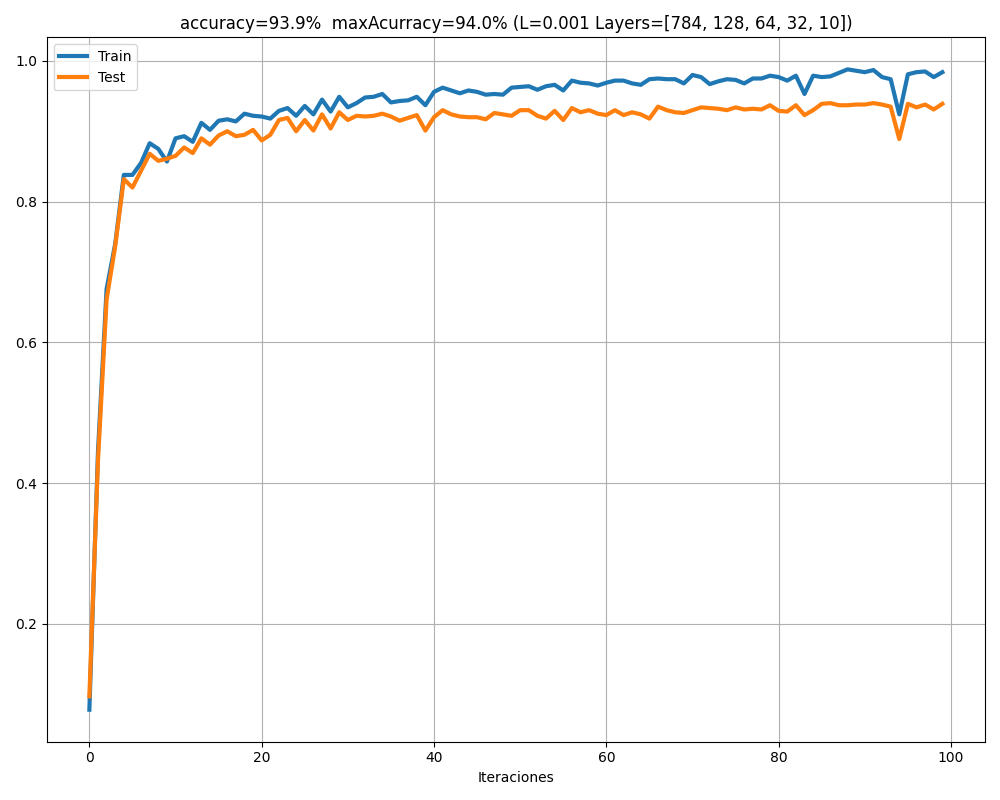 accuracy=93.9%  maxAcurracy=94.0% (L=0.001 Layers=[784, 128, 64, 32, 10])
Train
Test
1.0
0.8
0.6
0.4
0.2
0 20 40 60 80 100
Iteraciones